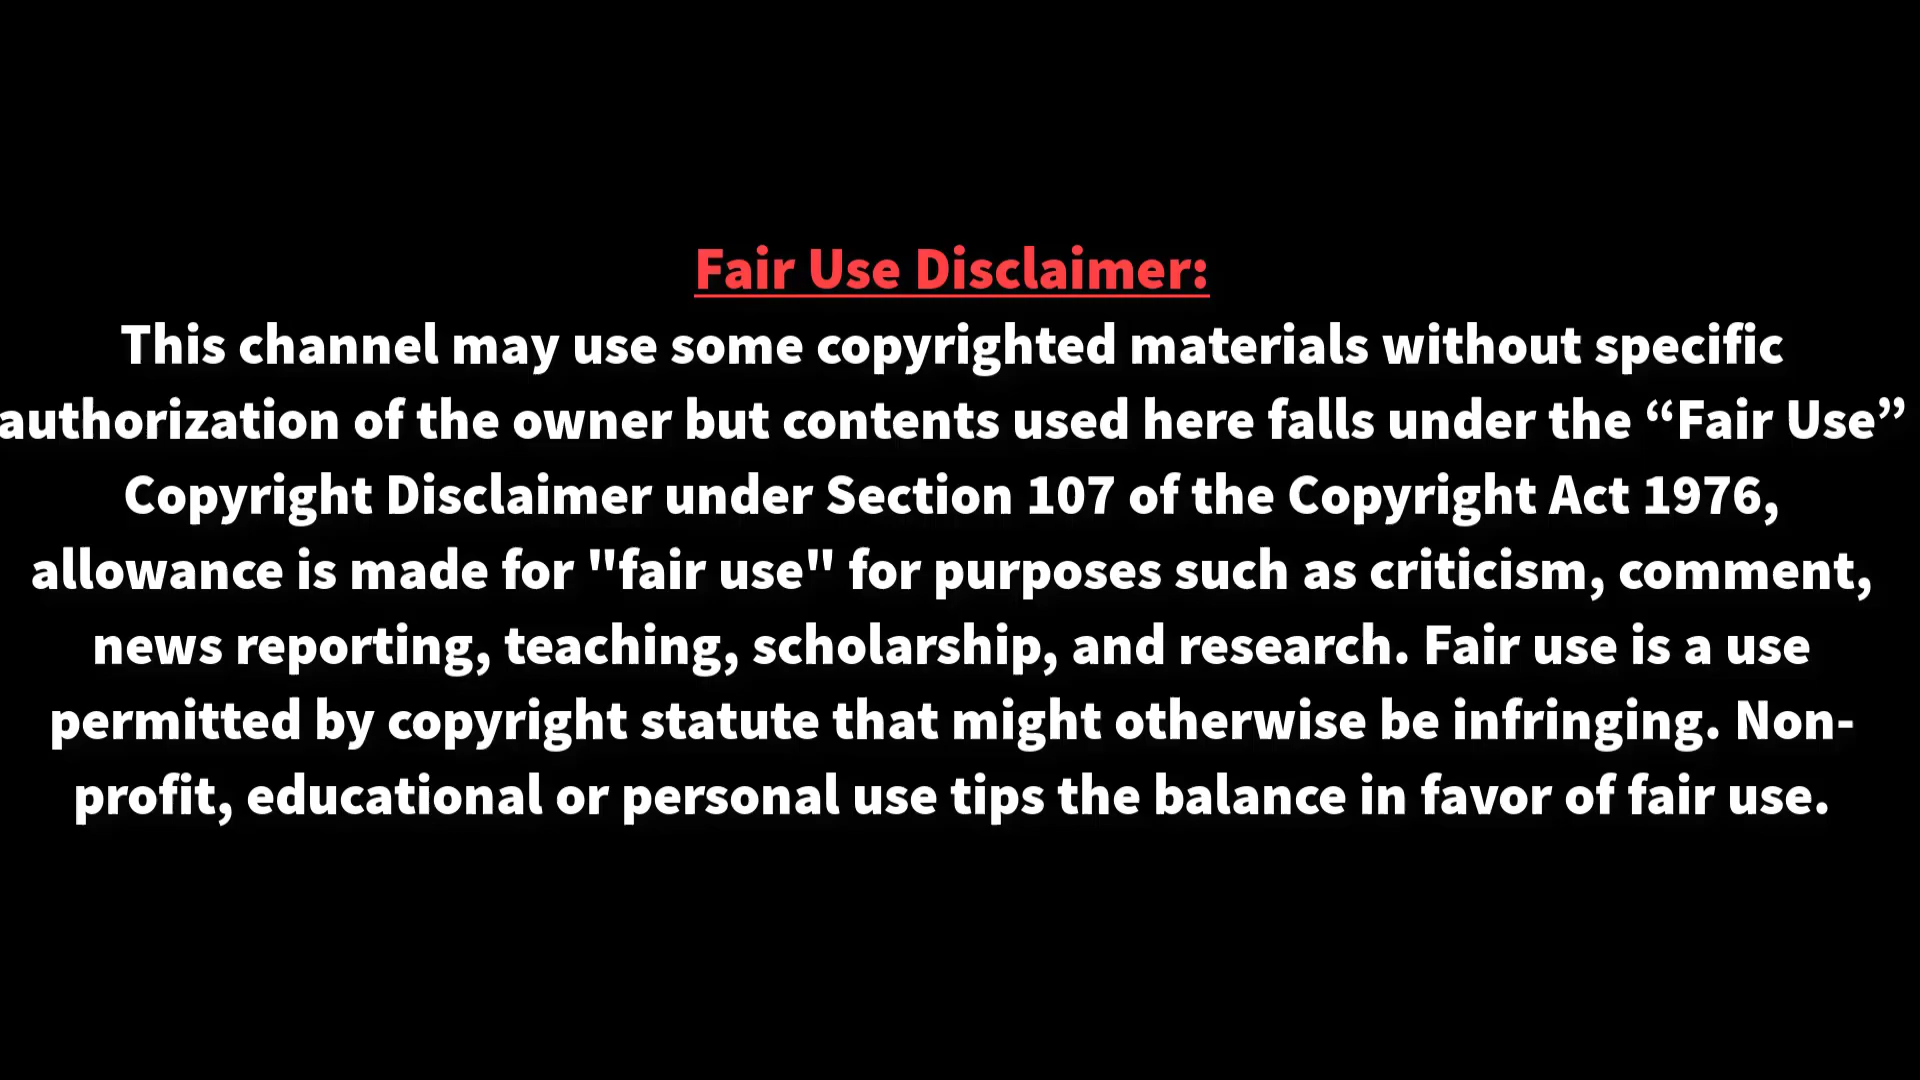 Fair Use Disclaimer:
This channel may use some copyrighted materials without specific
authorization of the owner but contents used here falls under the “Fair Use”
Copyright Disclaimer under Section 107 of the Copyright Act 1976,
allowance is made for "fair use" for purposes such as criticism, comment,
news reporting, teaching, scholarship, and research. Fair use is a use
permitted by copyright statute that might otherwise be infringing. Non-
profit, educational or personal use tips the balance in favor of fair use.